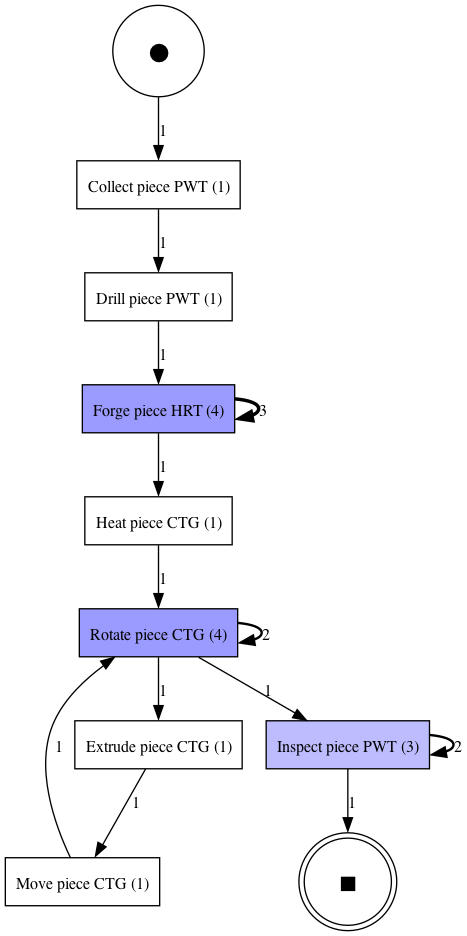 1
Collect piece PWT (1)
1
Drill piece PWT (1)
1
Forge piece HRT (4)
3
1
Heat piece CTG (1)
1
Rotate piece CTG (4)
2
1
1
Extrude piece CTG (1)
Inspect piece PWT (3)
2
1
1
1
Move piece CTG (1)